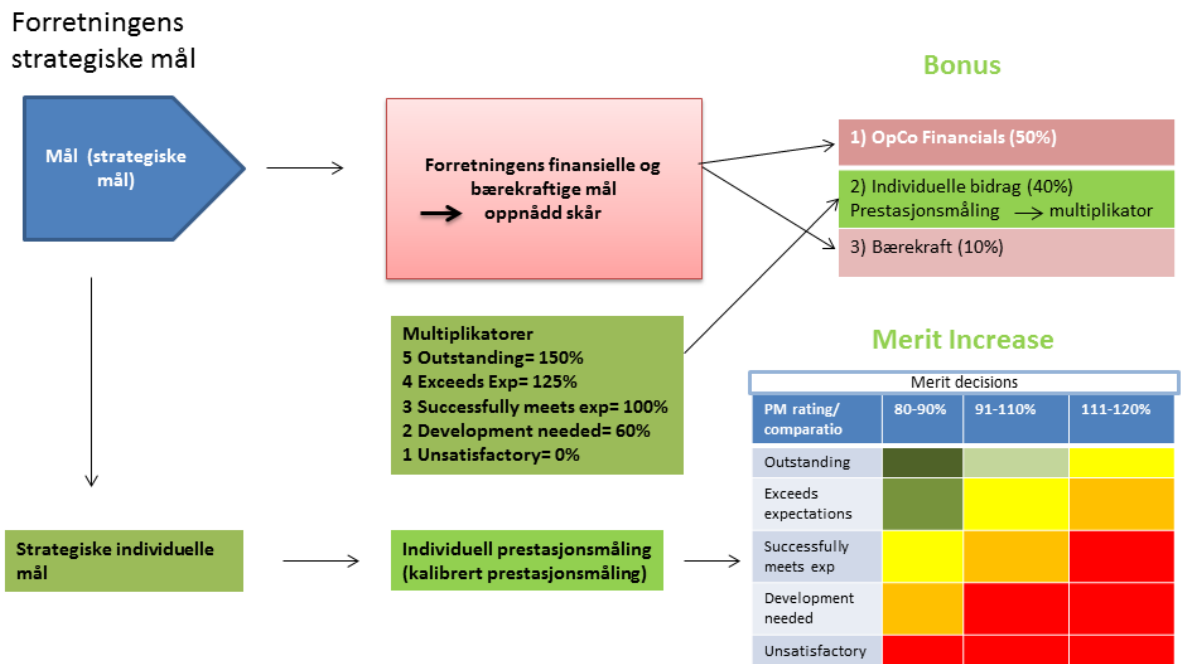 Forretningens
strategiske mål
Mål (strategiske
mål)
Forretningens finansielle og
bærekraftige mål
oppnådd skår
Bonus
1) OpCo Financials (50%)
2) Individuelle bidrag (40%)
Prestasjonsmåling → multiplikator
3) Bærekraft (10%)
Multiplikatorer
5 Outstanding= 150%
4 Exceeds Exp= 125%
3 Successfully meets exp= 100%
2 Development needed= 60%
1 Unsatisfactory= 0%
Merit Increase
Merit decisions
PM rating/
comparatio
80-90%
91-110%
111-120%
Outstanding
Exceeds
expectations
Successfully
meets exp
Development
needed
Unsatisfactory
Strategiske individuelle
mål
Individuell prestasjonsmåling
(kalibrert prestasjonsmåling)